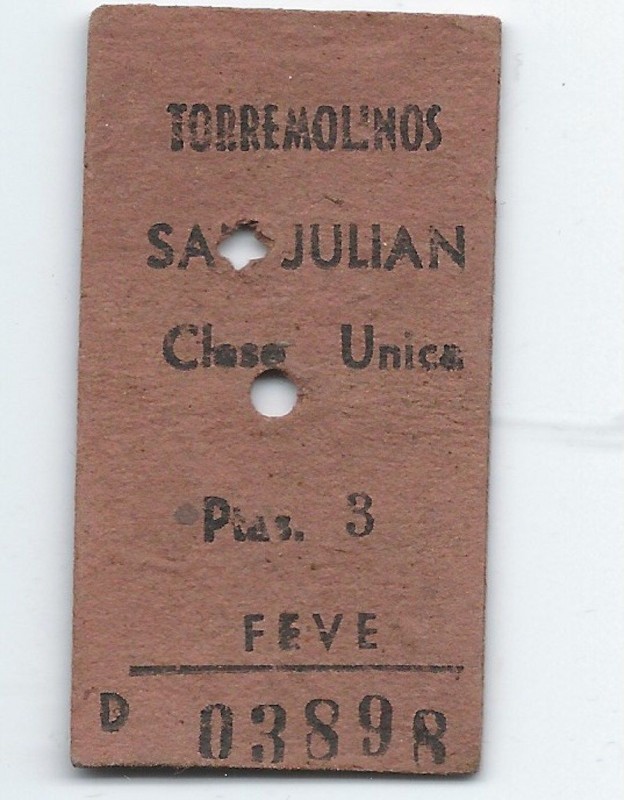 TORREMOLINOS
SAN JULIAN
Clase Unica
Ptas. 3
FEVE
D 03898